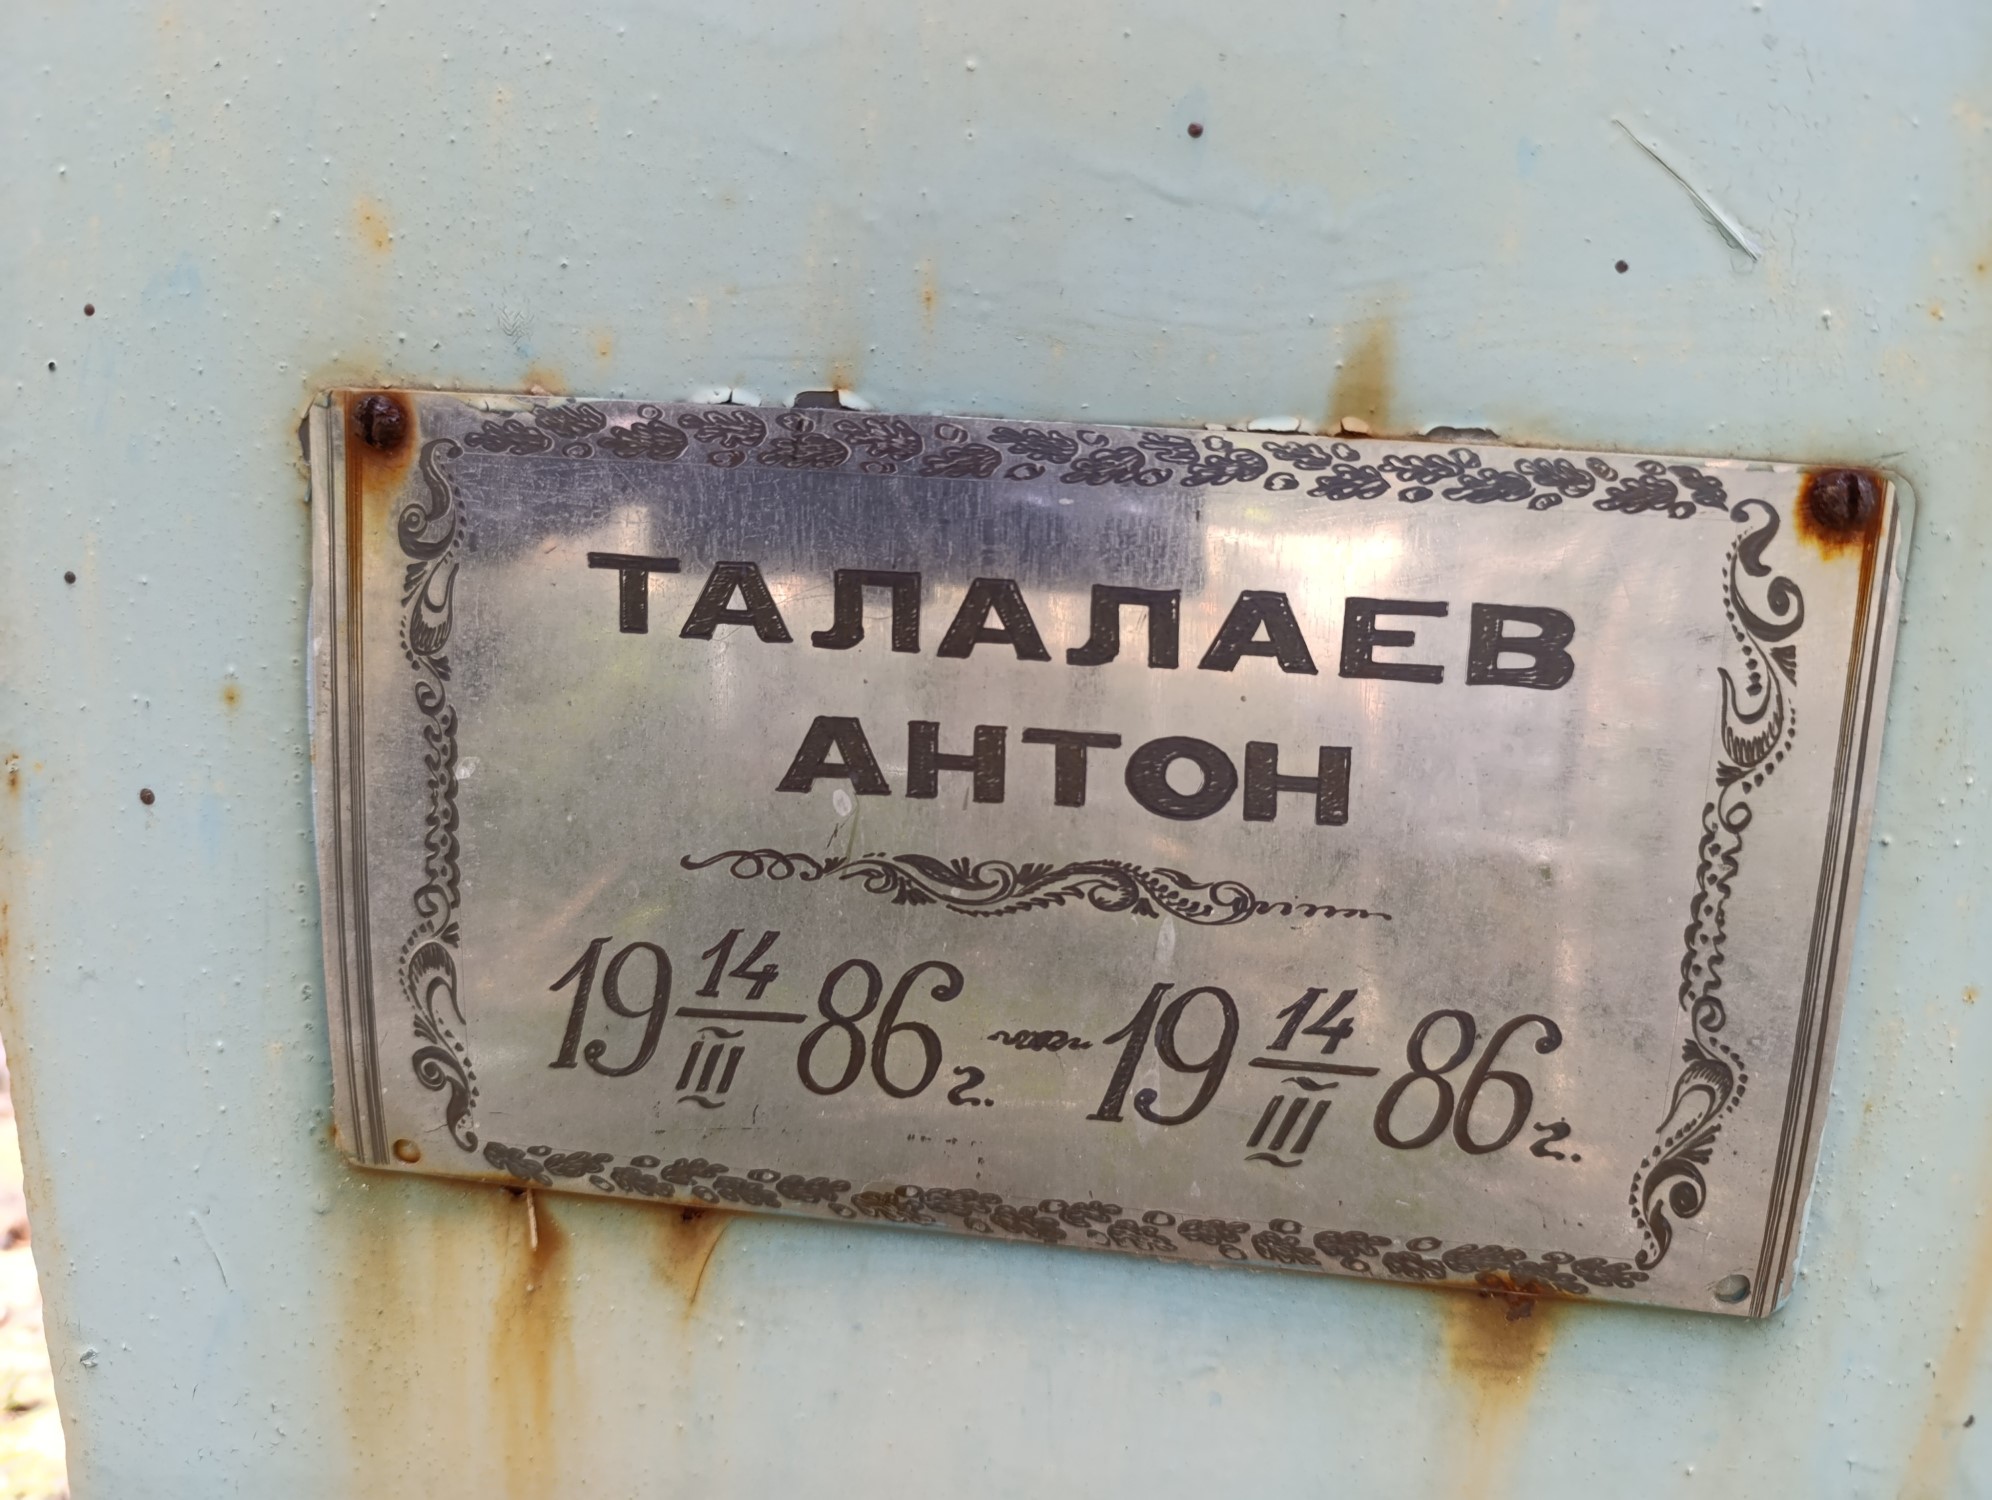 ТАЛАЛАЕВ
АНТОН
19 14/III 86 г. — 19 14/III 86 г.